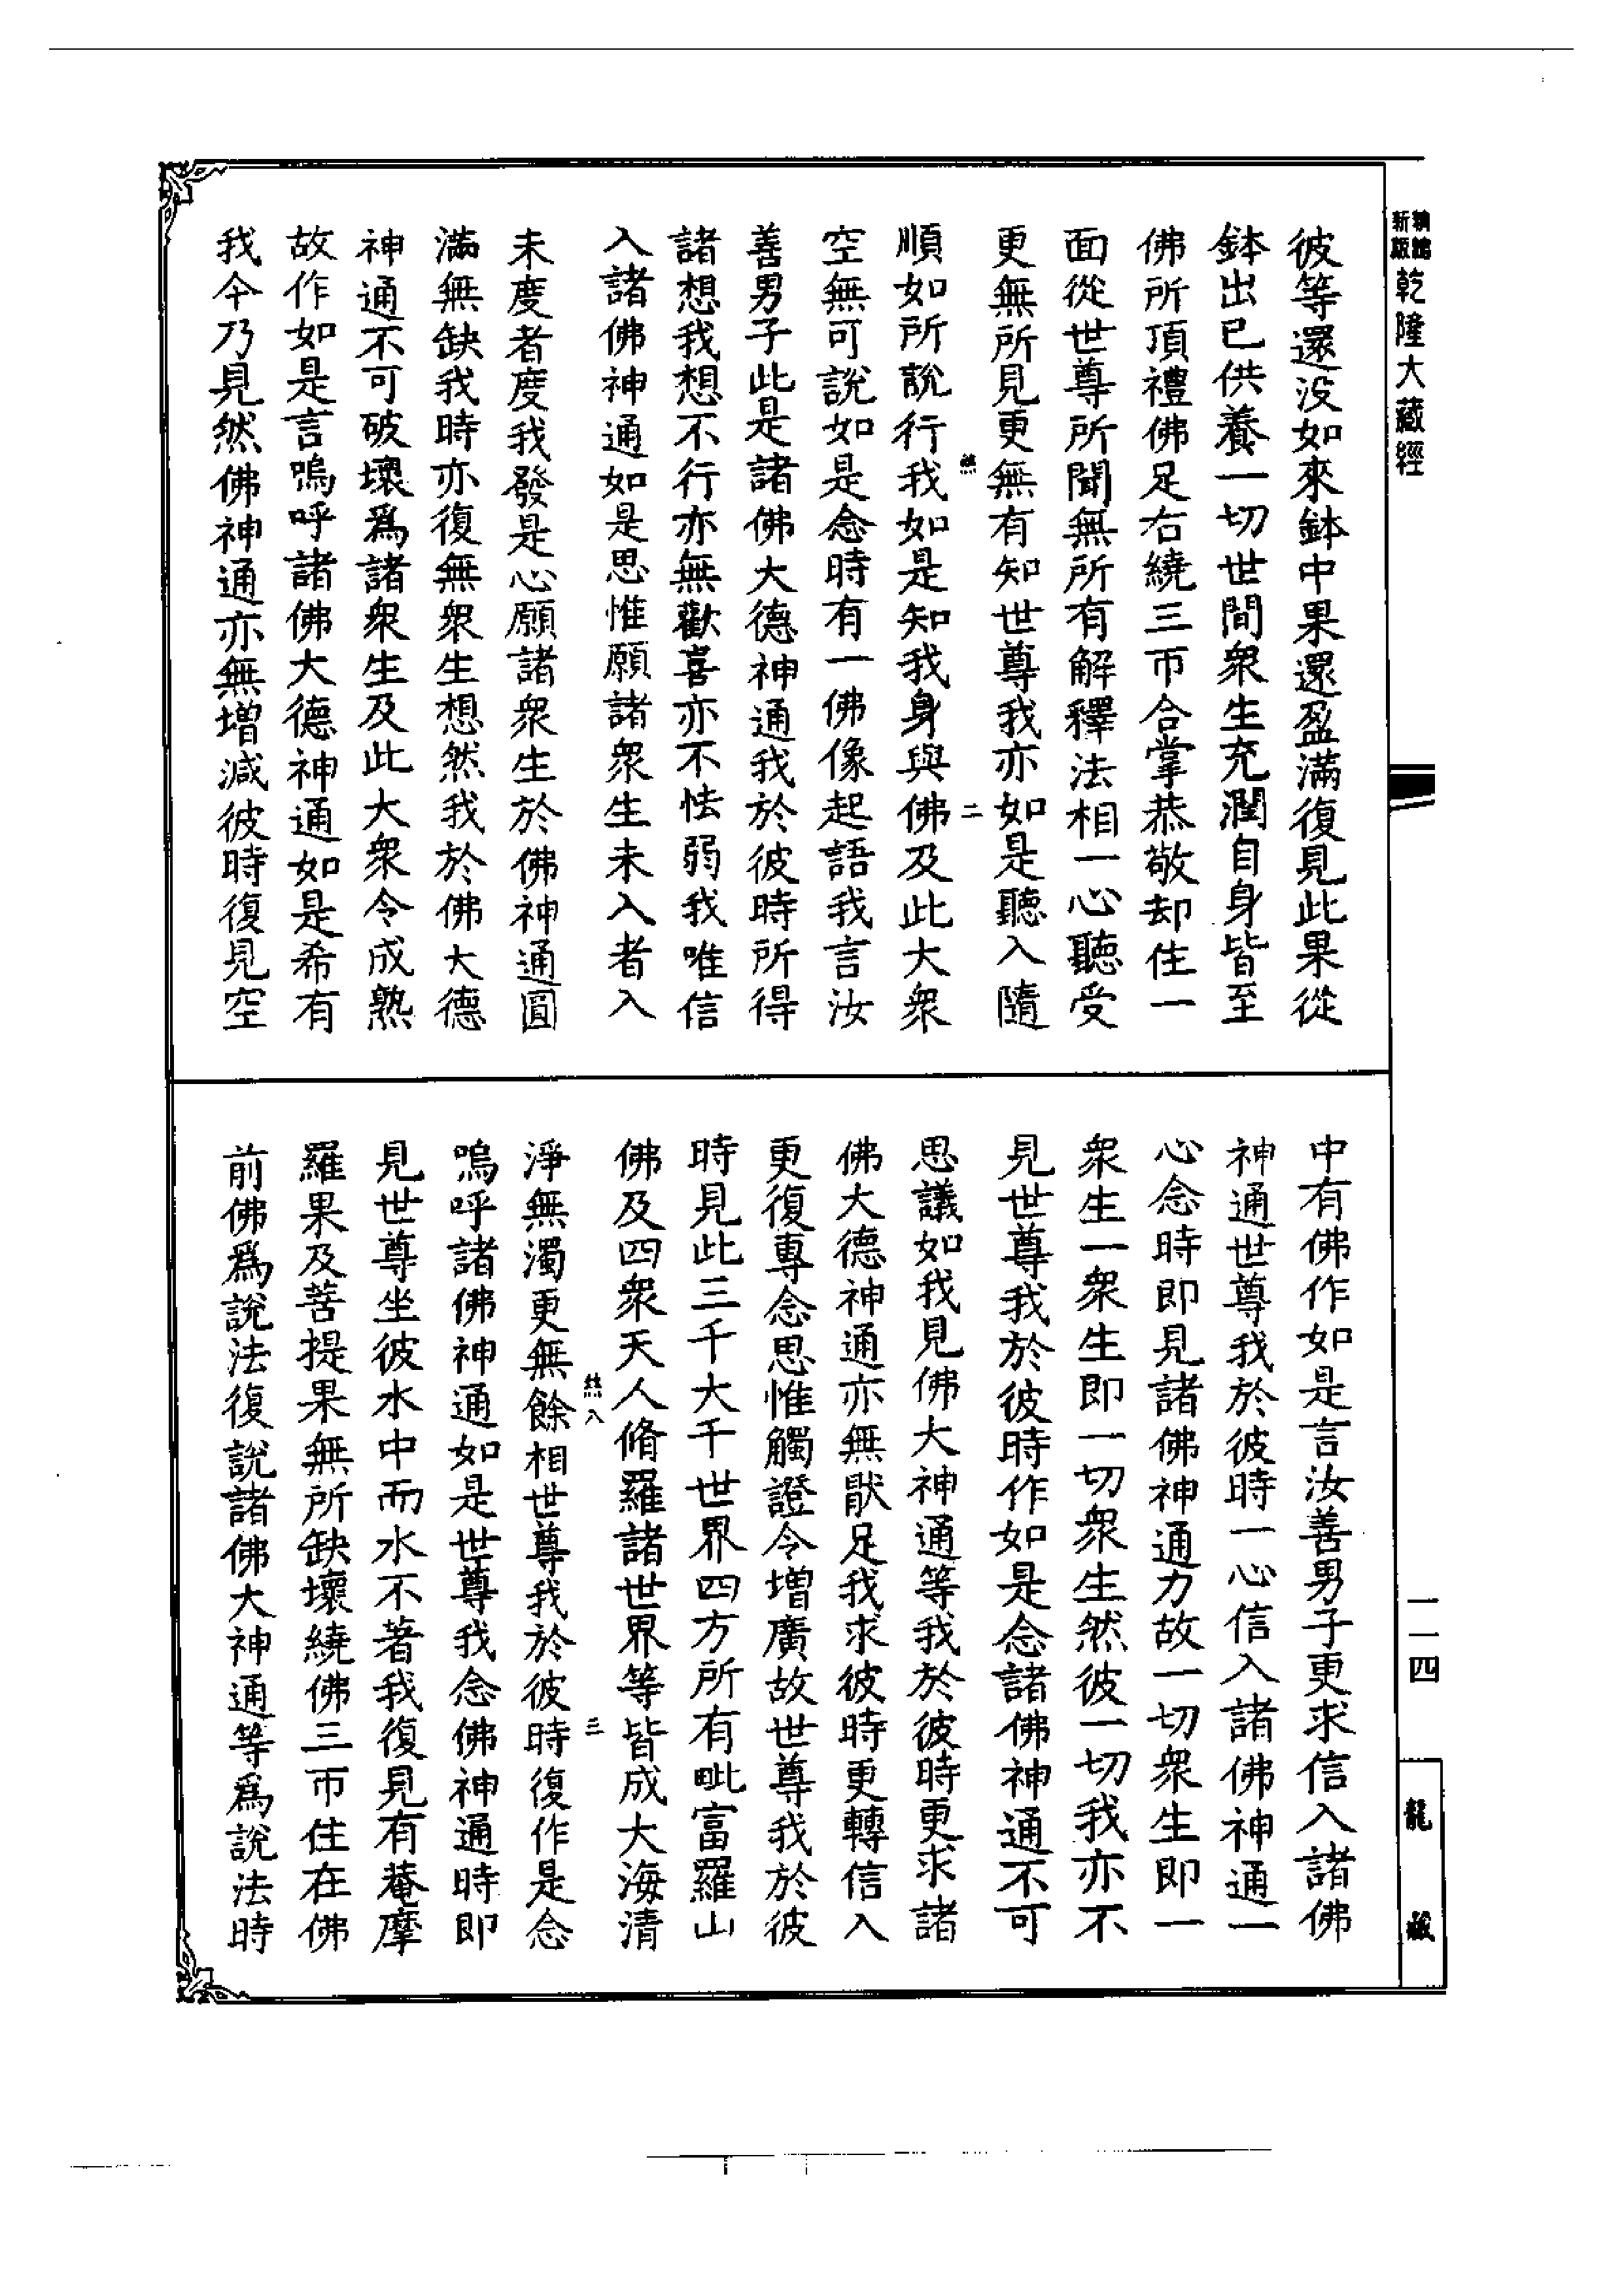 新編
縮版
乾隆大藏經
彼等還没如來鉢中果還盈滿復見此果從
鉢出已供養一切世間衆生充潤自身皆至
佛所頂禮佛足右繞三帀合掌恭敬却住一
面從世尊所聞無所有解釋法相一心聽受
更無所見更無有知世尊我亦如是聽入隨
順如所說行我如是知我身與佛及此大衆
空無可說如是念時有一佛像起語我言汝
善男子此是諸佛大德神通我於彼時所得
諸想我想不行亦無歡喜亦不怯弱我唯信
入諸佛神通如是思惟願諸衆生未入者入
未度者度我發是心願諸衆生於佛神通圓
滿無缺我時亦復無衆生想然我於佛大德
神通不可破壞爲諸衆生及此大衆令成熟
故作如是言嗚呼諸佛大德神通如是希有
我今乃見然佛神通亦無增減彼時復見空
中有佛作如是言汝善男子更求信入諸佛
神通世尊我於彼時一心信入諸佛神通一
心念時即見諸佛神通力故一切衆生即一
衆生一衆生即一切衆生然彼一切我亦不
見世尊我於彼時作如是念諸佛神通不可
思議如我見佛大神通等我於彼時更求諸
佛大德神通亦無猒足我求彼時更轉信入
更復專念思惟觸證令增廣故世尊我於彼
時見此三千大千世界四方所有毗富羅山
佛及四衆天人脩羅諸世界等皆成大海清
淨無濁更無餘相世尊我於彼時復作是念
嗚呼諸佛神通如是世尊我念佛神通時即
見世尊坐彼水中而水不著我復見有菴摩
羅果及菩提果無所缺壞繞佛三帀住在佛
前佛爲說法復說諸佛大神通等爲說法時
一一四
龍藏